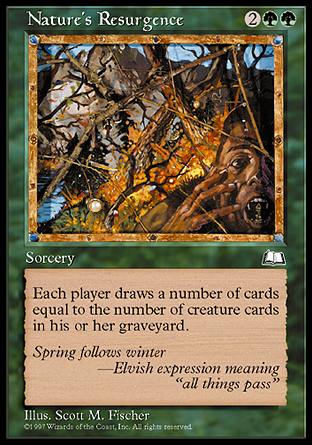 Nature's Resurgence 2
Sorcery
Each player draws a number of cards
equal to the number of creature cards
in his or her graveyard.
Spring follows winter
—Elvish expression meaning
"all things pass"
Illus. Scott M. Fischer
©1997 Wizards of the Coast, Inc. All rights reserved.